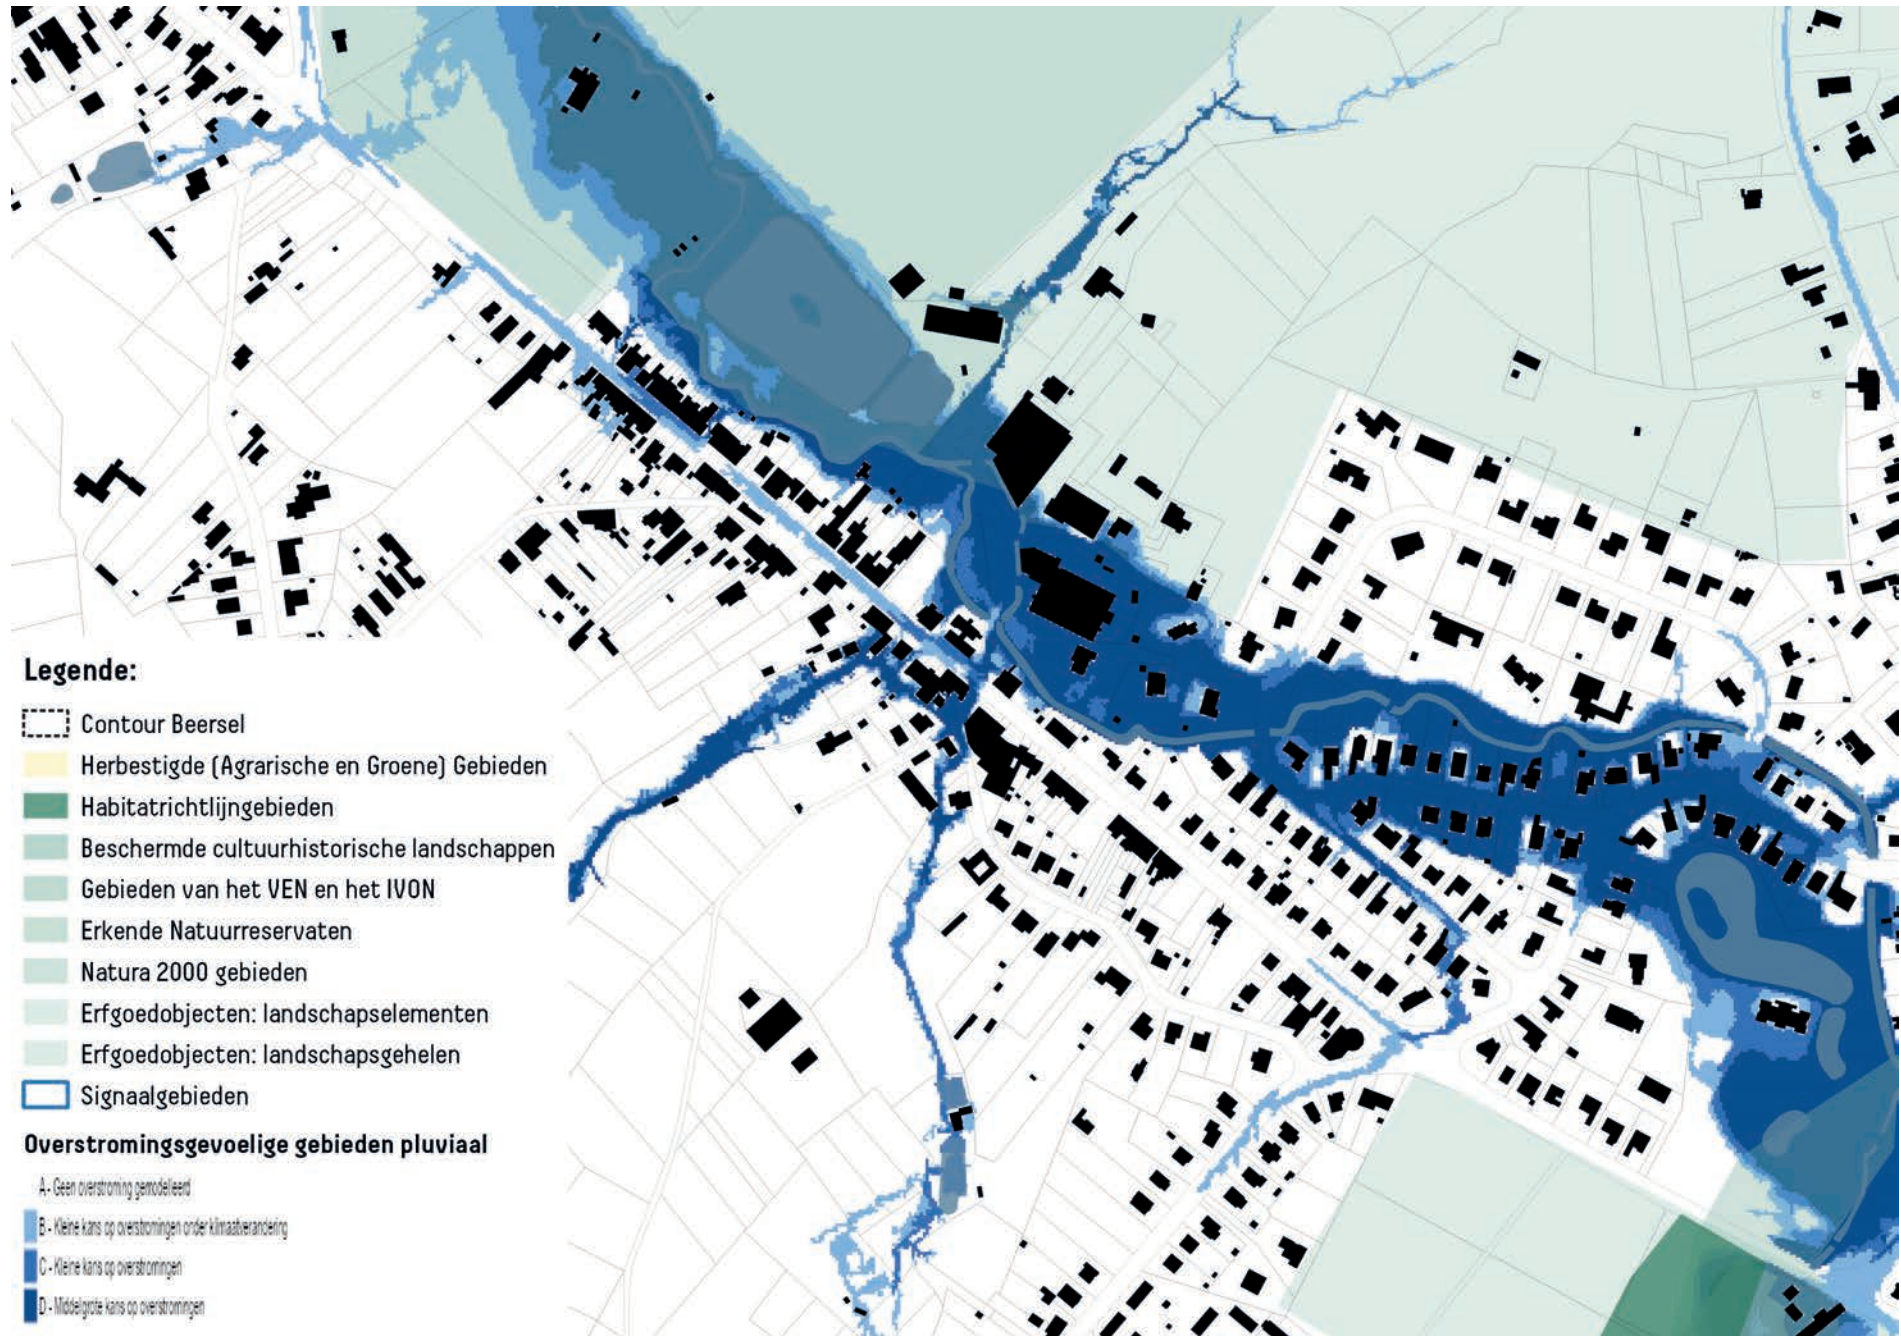 Legende:
Contour Beersel
Herbestigde (Agrarische en Groene) Gebieden
Habitatrichtlijngebieden
Beschermde cultuurhistorische landschappen
Gebieden van het VEN en het IVON
Erkende Natuurreservaten
Natura 2000 gebieden
Erfgoedobjecten: landschapselementen
Erfgoedobjecten: landschapsgehelen
Signaalgebieden
Overstromingsgevoelige gebieden pluviaal
A - Geen overstroming gemodelleerd
B - Kleine kans op overstromingen onder klimaatverandering
C - Kleine kans op overstromingen
D - Middelgrote kans op overstromingen